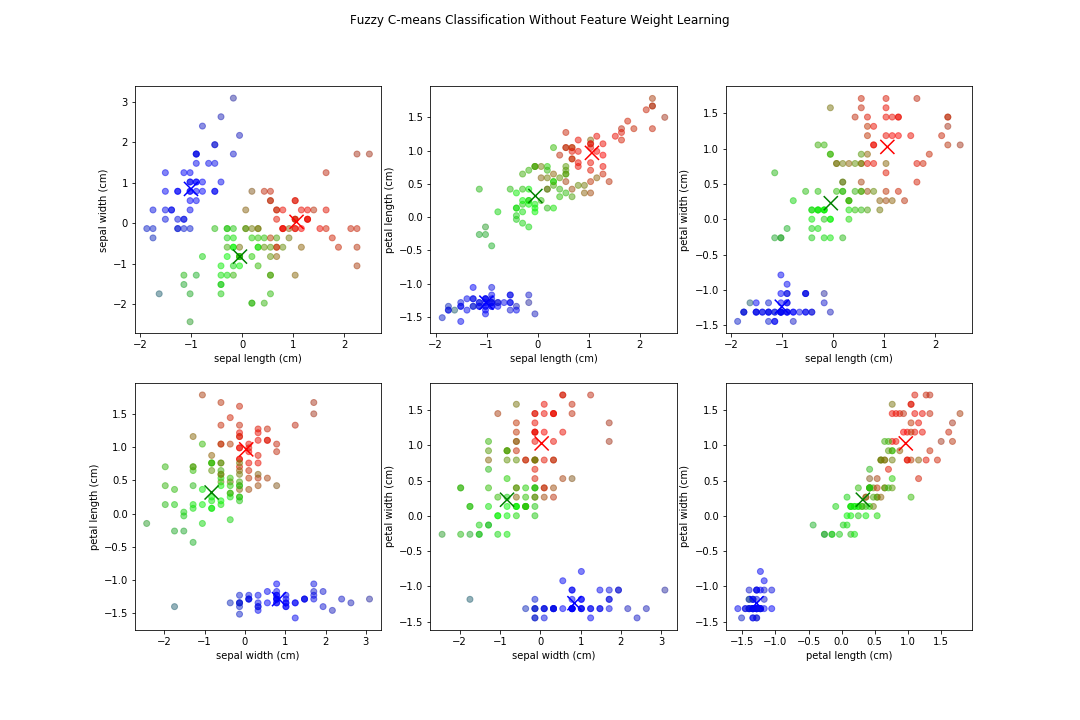 Fuzzy C-means Classification Without Feature Weight Learning
3
2
1
0
−1
−2
sepal width (cm)
−2 −1 0 1 2
sepal length (cm)
1.5
1.0
0.5
0.0
−0.5
−1.0
−1.5
petal length (cm)
−2 −1 0 1 2
sepal length (cm)
1.5
1.0
0.5
0.0
−0.5
−1.0
−1.5
petal width (cm)
−2 −1 0 1 2
sepal length (cm)
1.5
1.0
0.5
0.0
−0.5
−1.0
−1.5
petal length (cm)
−2 −1 0 1 2 3
sepal width (cm)
1.5
1.0
0.5
0.0
−0.5
−1.0
−1.5
petal width (cm)
−2 −1 0 1 2 3
sepal width (cm)
1.5
1.0
0.5
0.0
−0.5
−1.0
−1.5
petal width (cm)
−1.5 −1.0 −0.5 0.0 0.5 1.0 1.5
petal length (cm)